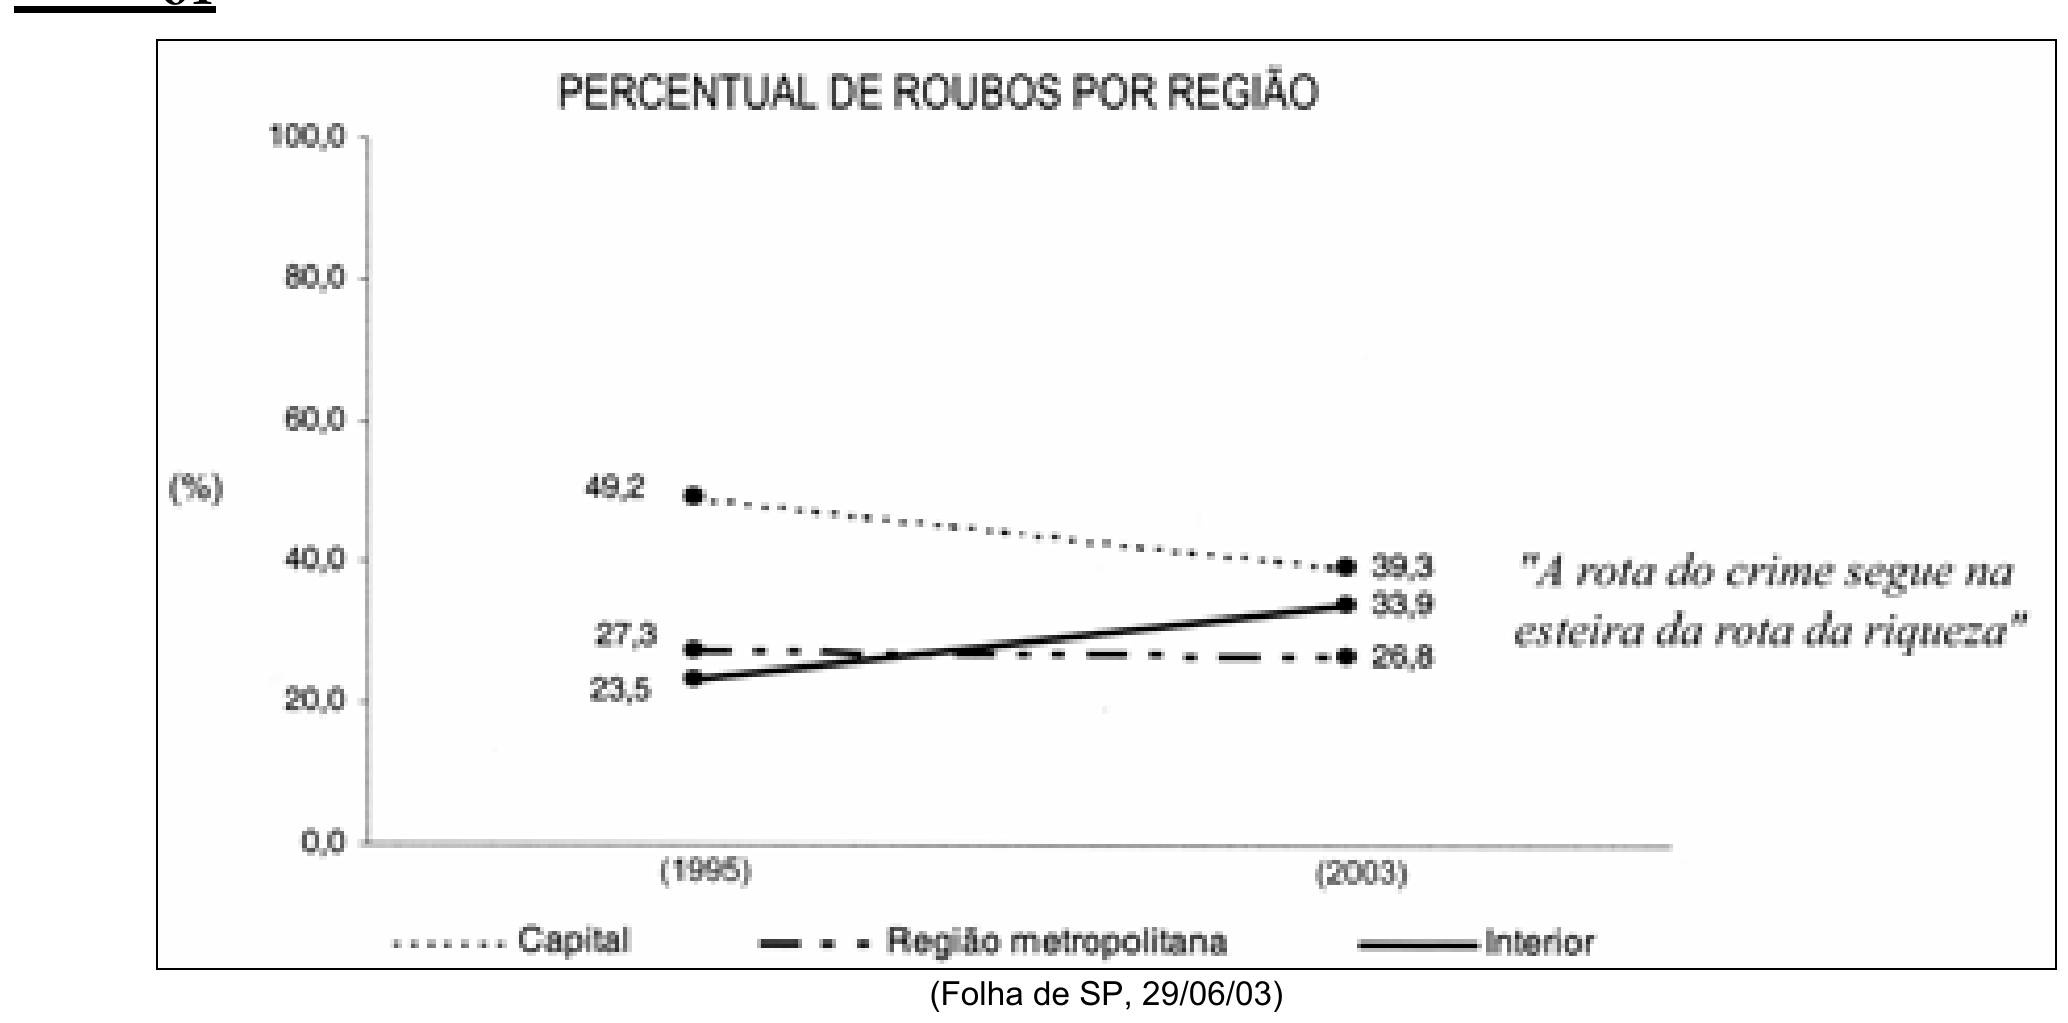 PERCENTUAL DE ROUBOS POR REGIÃO
100,0
80,0
60,0
(%)
49,2
40,0
39,3
33,9
27,3
26,8
23,5
20,0
0,0
"A rota do crime segue na
esteira da rota da riqueza"
(1995) (2003)
Capital Região metropolitana Interior
(Folha de SP, 29/06/03)